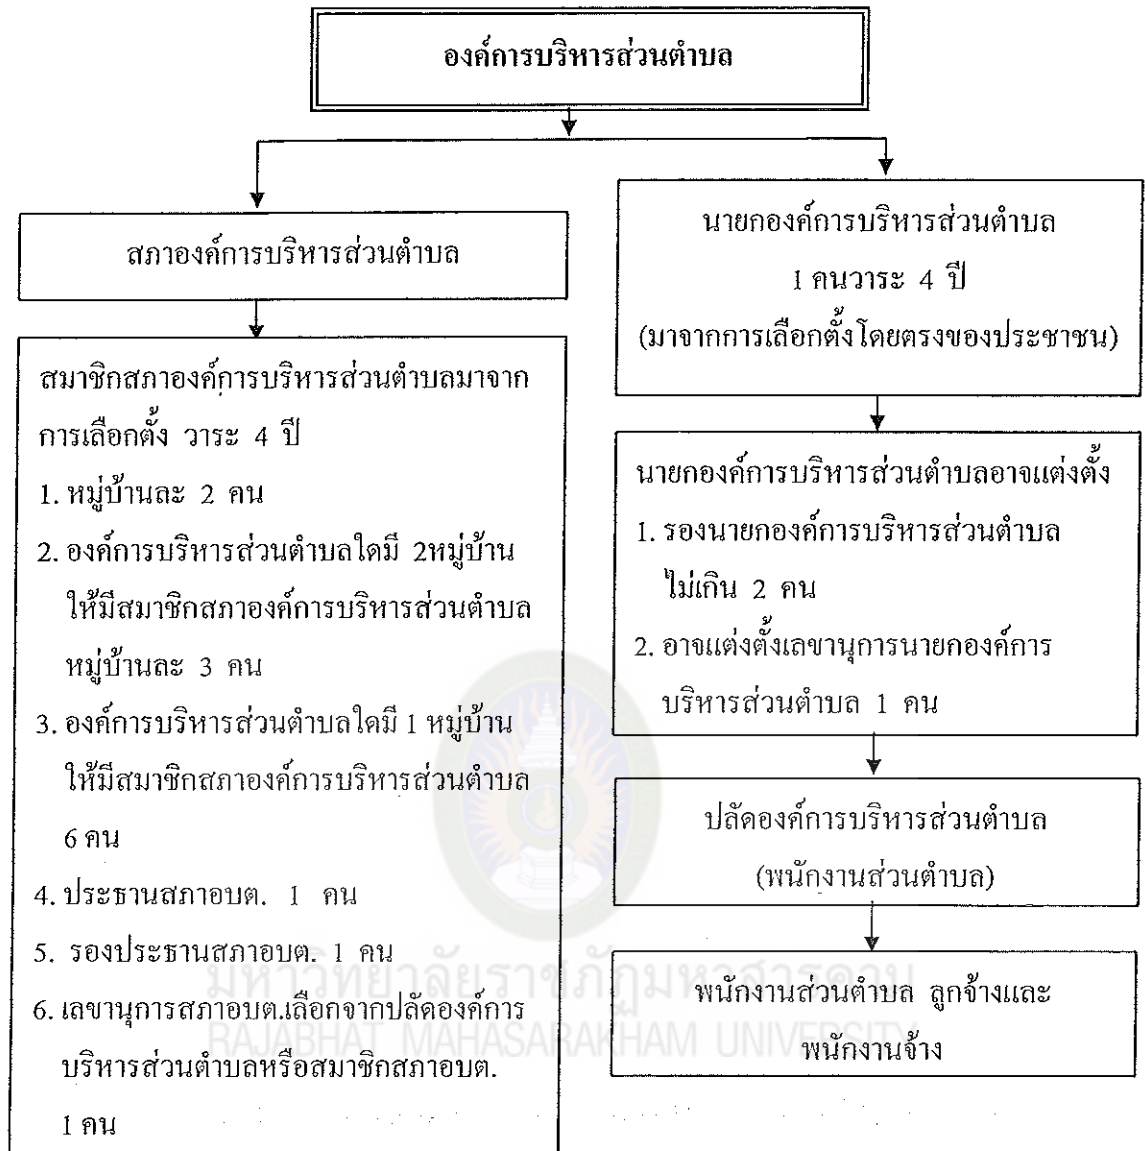 องค์การบริหารส่วนตำบล
สภาองค์การบริหารส่วนตำบล
สมาชิกสภาองค์การบริหารส่วนตำบลมาจาก
การเลือกตั้ง วาระ 4 ปี
1. หมู่บ้านละ 2 คน
2. องค์การบริหารส่วนตำบลใดมี 2หมู่บ้าน
ให้มีสมาชิกสภาองค์การบริหารส่วนตำบล
หมู่บ้านละ 3 คน
3. องค์การบริหารส่วนตำบลใดมี 1 หมู่บ้าน
ให้มีสมาชิกสภาองค์การบริหารส่วนตำบล
6 คน
4. ประธานสภาอบต. 1 คน
5. รองประธานสภาอบต. 1 คน
6. เลขานุการสภาอบต.เลือกจากปลัดองค์การ
บริหารส่วนตำบลหรือสมาชิกสภาอบต.
1 คน
นายกองค์การบริหารส่วนตำบล
1 คนวาระ 4 ปี
(มาจากการเลือกตั้งโดยตรงของประชาชน)
นายกองค์การบริหารส่วนตำบลอาจแต่งตั้ง
1. รองนายกองค์การบริหารส่วนตำบล
ไม่เกิน 2 คน
2. อาจแต่งตั้งเลขานุการนายกองค์การ
บริหารส่วนตำบล 1 คน
ปลัดองค์การบริหารส่วนตำบล
(พนักงานส่วนตำบล)
พนักงานส่วนตำบล ลูกจ้างและ
พนักงานจ้าง
มหาวิทยาลัยราชภัฏมหาสารคาม
RAJABHAT MAHASARAKHAM UNIVERSITY